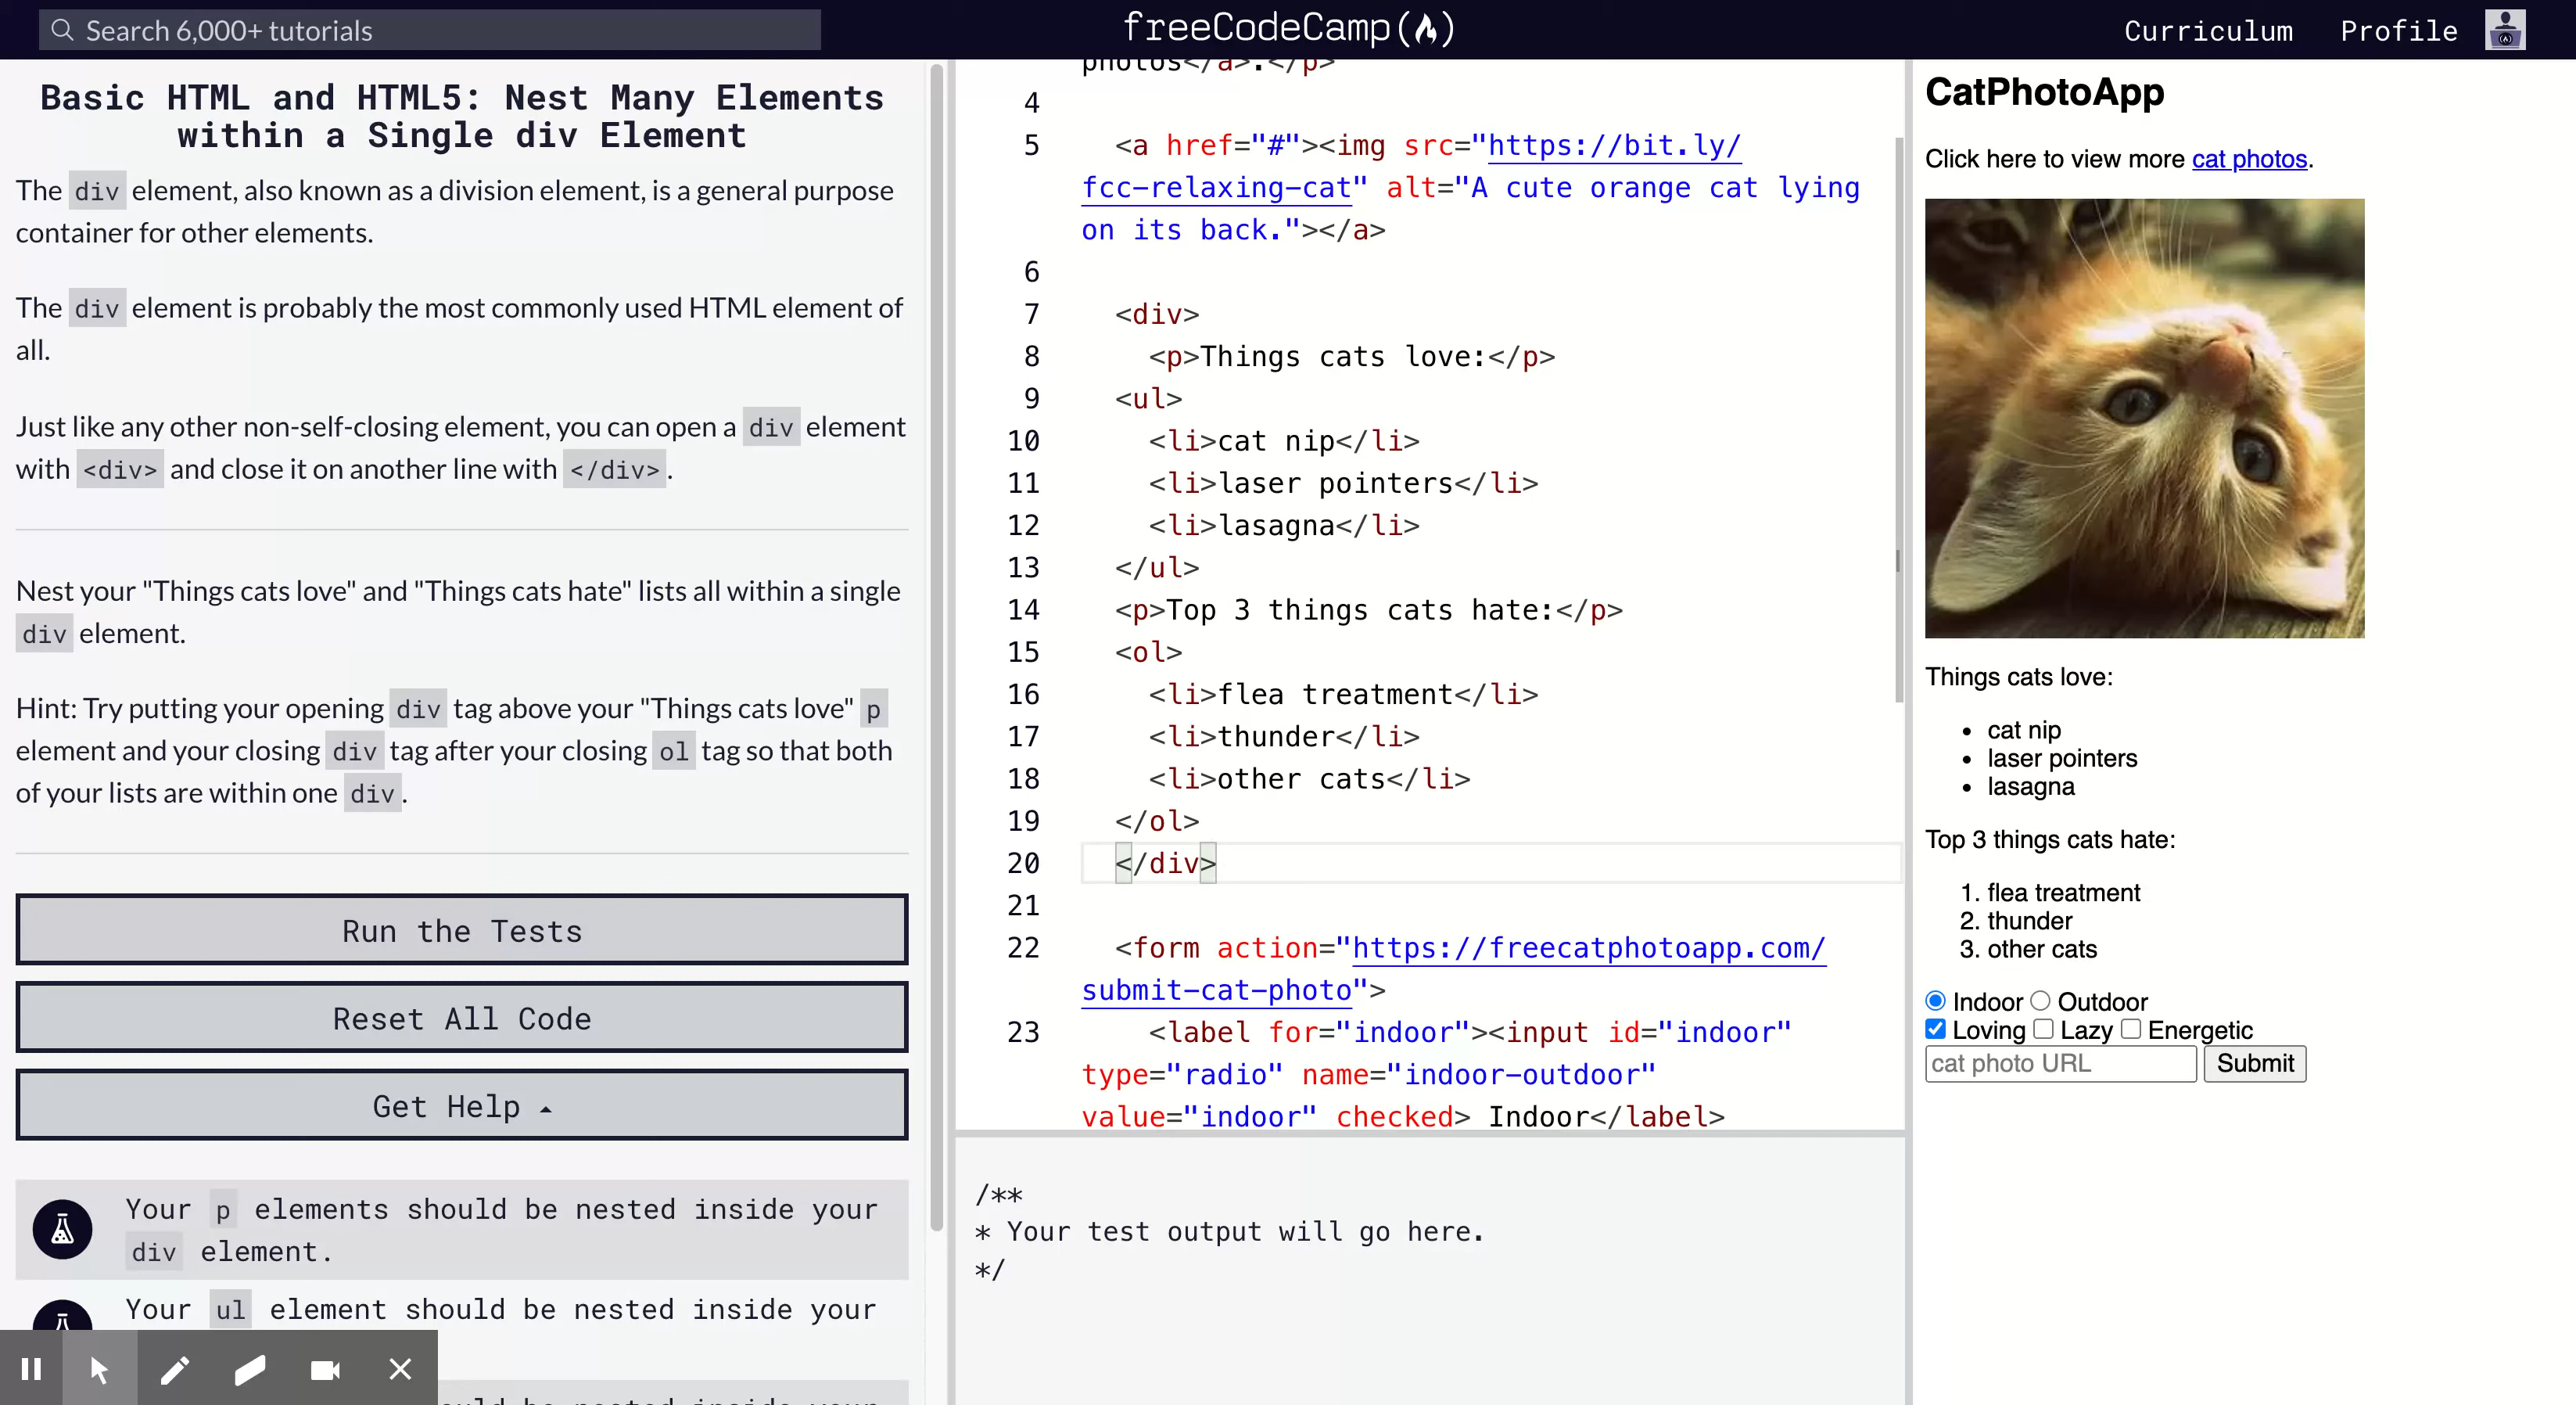 Search 6,000+ tutorials
freeCodeCamp
Curriculum
Profile
Basic HTML and HTML5: Nest Many Elements
within a Single div Element
The div element, also known as a division element, is a general purpose
container for other elements.
The div element is probably the most commonly used HTML element of
all.
Just like any other non-self-closing element, you can open a div element
with <div> and close it on another line with </div>.
Nest your "Things cats love" and "Things cats hate" lists all within a single
div element.
Hint: Try putting your opening div tag above your "Things cats love" p
element and your closing div tag after your closing ol tag so that both
of your lists are within one div.
Run the Tests
Reset All Code
Get Help
Your p elements should be nested inside your
div element.
Your ul element should be nested inside your
photos</a>.</p>
4
5 <a href="#"><img src="https://bit.ly/
fcc-relaxing-cat" alt="A cute orange cat lying
on its back."></a>
6
7 <div>
8 <p>Things cats love:</p>
9 <ul>
10 <li>cat nip</li>
11 <li>laser pointers</li>
12 <li>lasagna</li>
13 </ul>
14 <p>Top 3 things cats hate:</p>
15 <ol>
16 <li>flea treatment</li>
17 <li>thunder</li>
18 <li>other cats</li>
19 </ol>
20 </div>
21
22 <form action="https://freecatphotoapp.com/
submit-cat-photo">
23 <label for="indoor"><input id="indoor"
type="radio" name="indoor-outdoor"
value="indoor" checked> Indoor</label>
/**
* Your test output will go here.
*/
CatPhotoApp
Click here to view more cat photos.
Things cats love:
• cat nip
• laser pointers
• lasagna
Top 3 things cats hate:
1. flea treatment
2. thunder
3. other cats
Indoor Outdoor
Loving Lazy Energetic
cat photo URL Submit